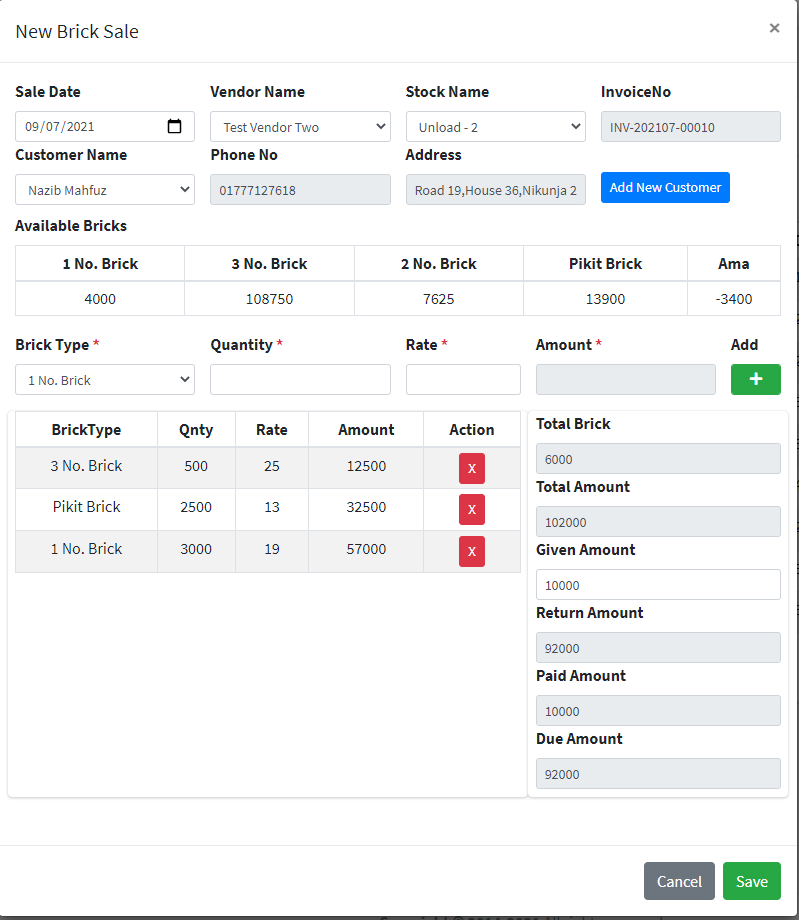 New Brick Sale ×
Sale Date Vendor Name Stock Name InvoiceNo
09/07/2021 Test Vendor Two Unload - 2 INV-202107-00010
Customer Name Phone No Address
Nazib Mahfuz 01777127618 Road 19,House 36,Nikunja 2 Add New Customer
Available Bricks
1 No. Brick 3 No. Brick 2 No. Brick Pikit Brick Ama
4000 108750 7625 13900 -3400
Brick Type * Quantity * Rate * Amount * Add
1 No. Brick +
BrickType Qnty Rate Amount Action
3 No. Brick 500 25 12500 X
Pikit Brick 2500 13 32500 X
1 No. Brick 3000 19 57000 X
Total Brick
6000
Total Amount
102000
Given Amount
10000
Return Amount
92000
Paid Amount
10000
Due Amount
92000
Cancel Save